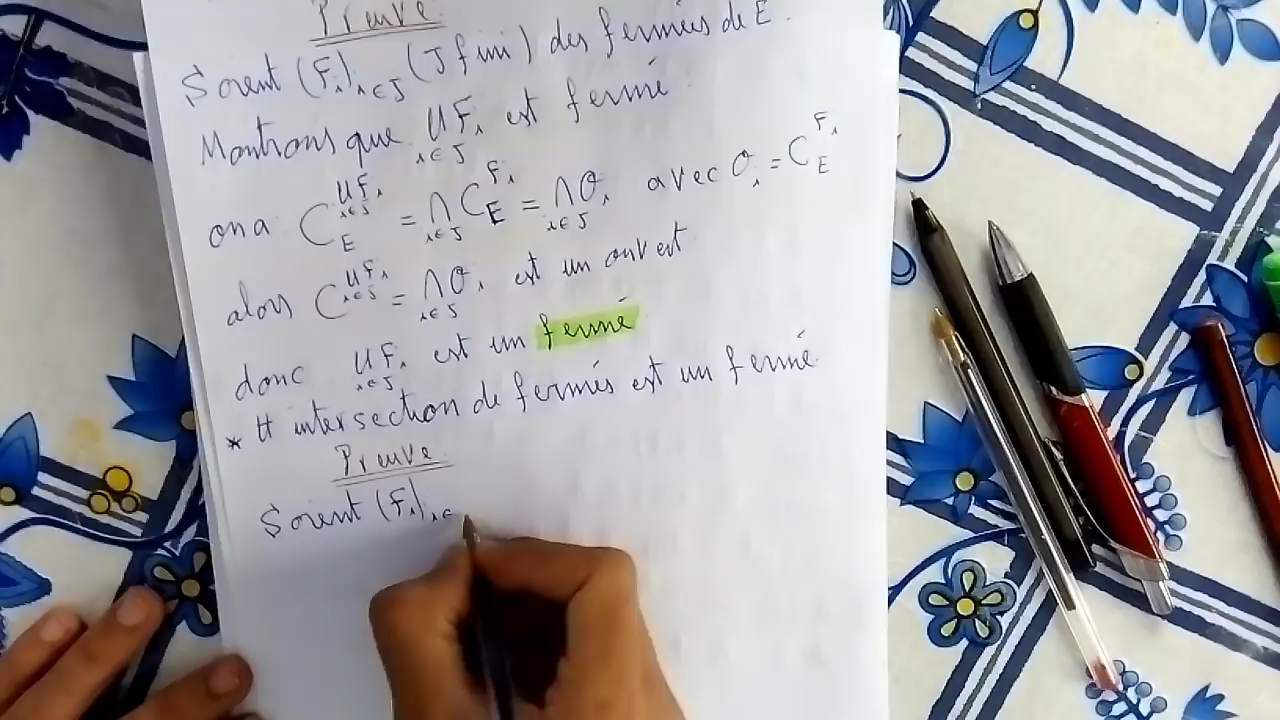 Preuve
Soient (Fi)i∈J (J fini) des fermées de E.
Montrons que ∪i∈J Fi est fermé
on a C_E^{∪i∈J Fi} = ∩i∈J C_E^{Fi} = ∩i∈J Oi avec Oi = C_E^{Fi}
alors C^{∪i∈J Fi} = ∩i∈J Oi est un ouvert
donc ∪i∈J Fi est un fermé
* tt intersection de fermés est un fermé
Preuve
Soient (Fi)i∈